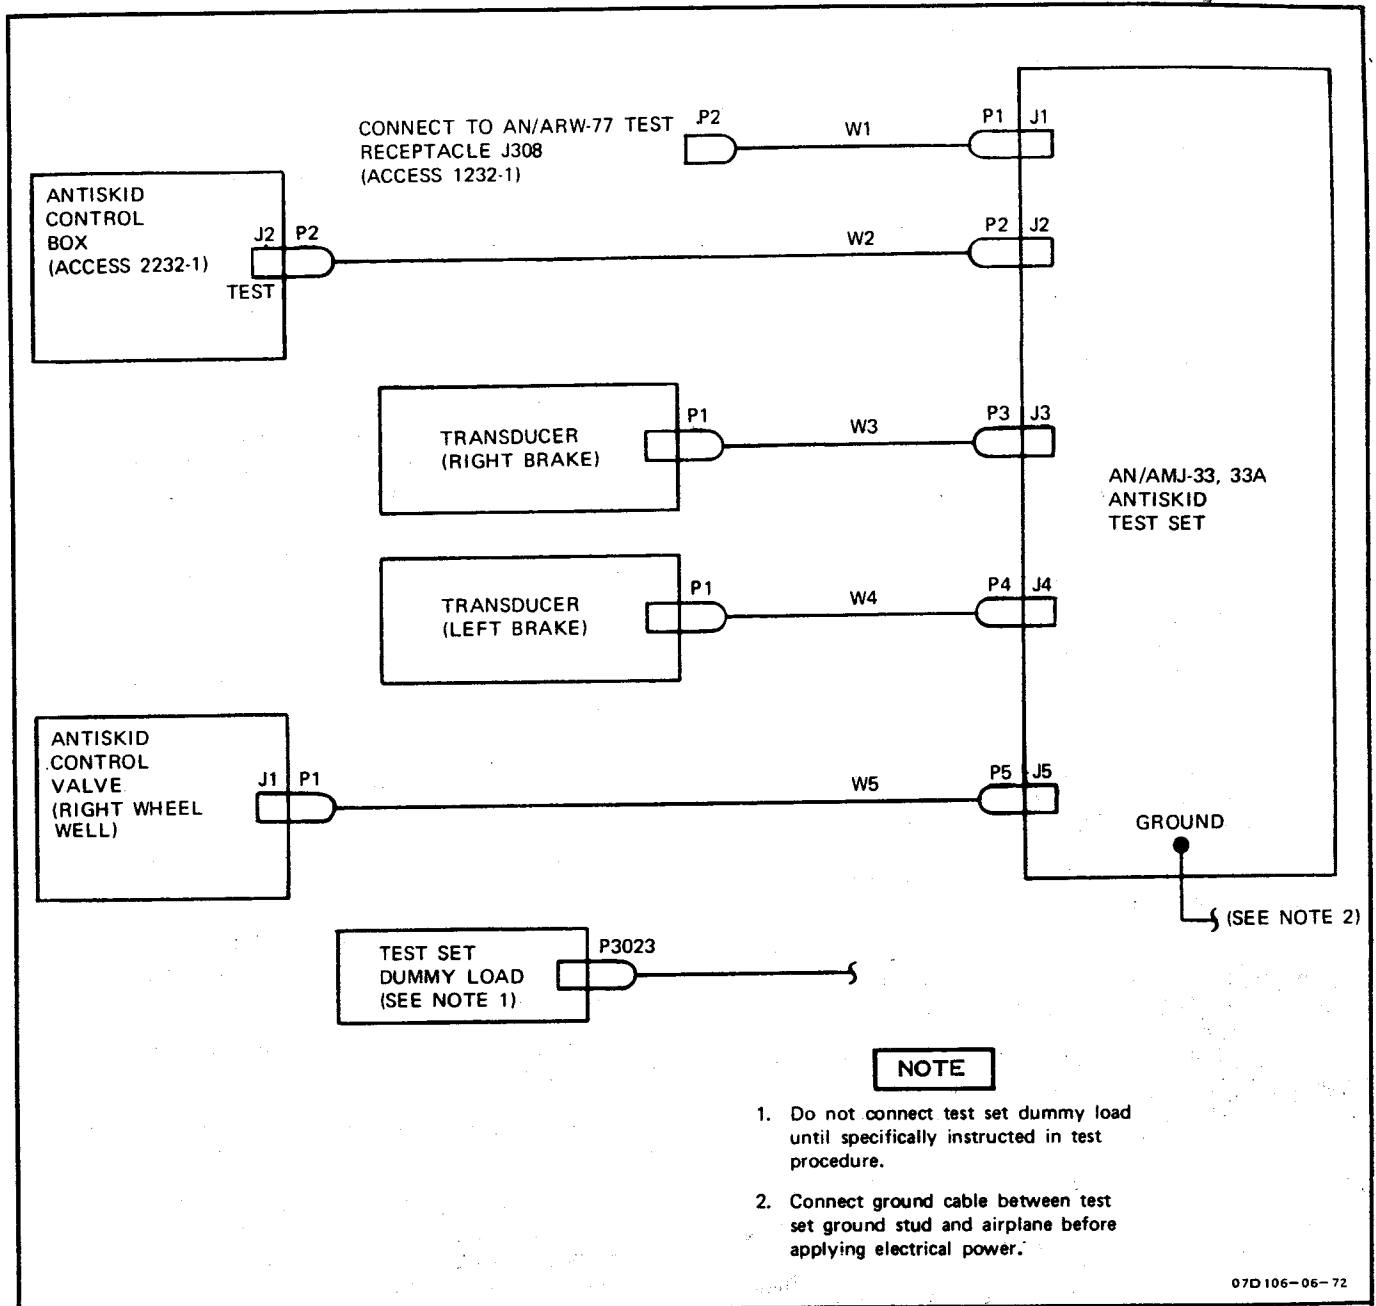 CONNECT TO AN/ARW-77 TEST
RECEPTACLE J308
(ACCESS 1232-1)
P2
W1
P1
J1
ANTISKID
CONTROL
BOX
(ACCESS 2232-1)
J2
P2
TEST
W2
P2
J2
TRANSDUCER
(RIGHT BRAKE)
P1
W3
P3
J3
AN/AMJ-33, 33A
ANTISKID
TEST SET
TRANSDUCER
(LEFT BRAKE)
P1
W4
P4
J4
ANTISKID
CONTROL
VALVE
(RIGHT WHEEL
WELL)
J1
P1
W5
P5
J5
GROUND
(SEE NOTE 2)
TEST SET
DUMMY LOAD
(SEE NOTE 1)
P3023
NOTE
1. Do not connect test set dummy load
until specifically instructed in test
procedure.
2. Connect ground cable between test
set ground stud and airplane before
applying electrical power.
07D106-06-72